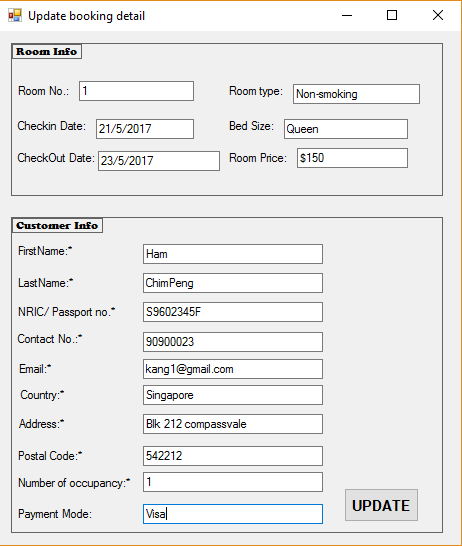 Update booking detail
Room Info
Room No.: 1 Room type: Non-smoking
Checkin Date: 21/5/2017 Bed Size: Queen
CheckOut Date: 23/5/2017 Room Price: $150
Customer Info
FirstName:* Ham
LastName:* ChimPeng
NRIC/ Passport no.* S9602345F
Contact No.:* 90900023
Email:* kang1@gmail.com
Country:* Singapore
Address:* Blk 212 compassvale
Postal Code:* 542212
Number of occupancy:* 1
Payment Mode: Visa
UPDATE